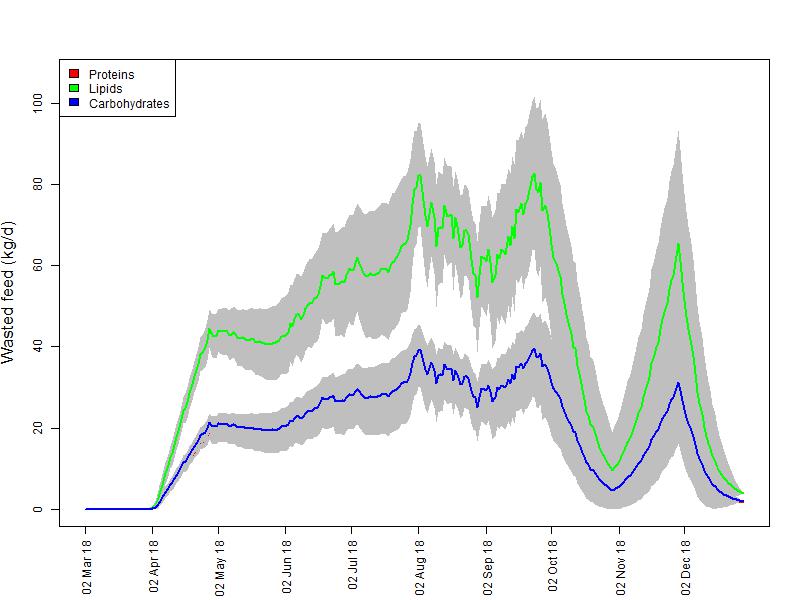 Proteins
Lipids
Carbohydrates
Wasted feed (kg/d)
100
80
60
40
20
0
02 Mar 18
02 Apr 18
02 May 18
02 Jun 18
02 Jul 18
02 Aug 18
02 Sep 18
02 Oct 18
02 Nov 18
02 Dec 18